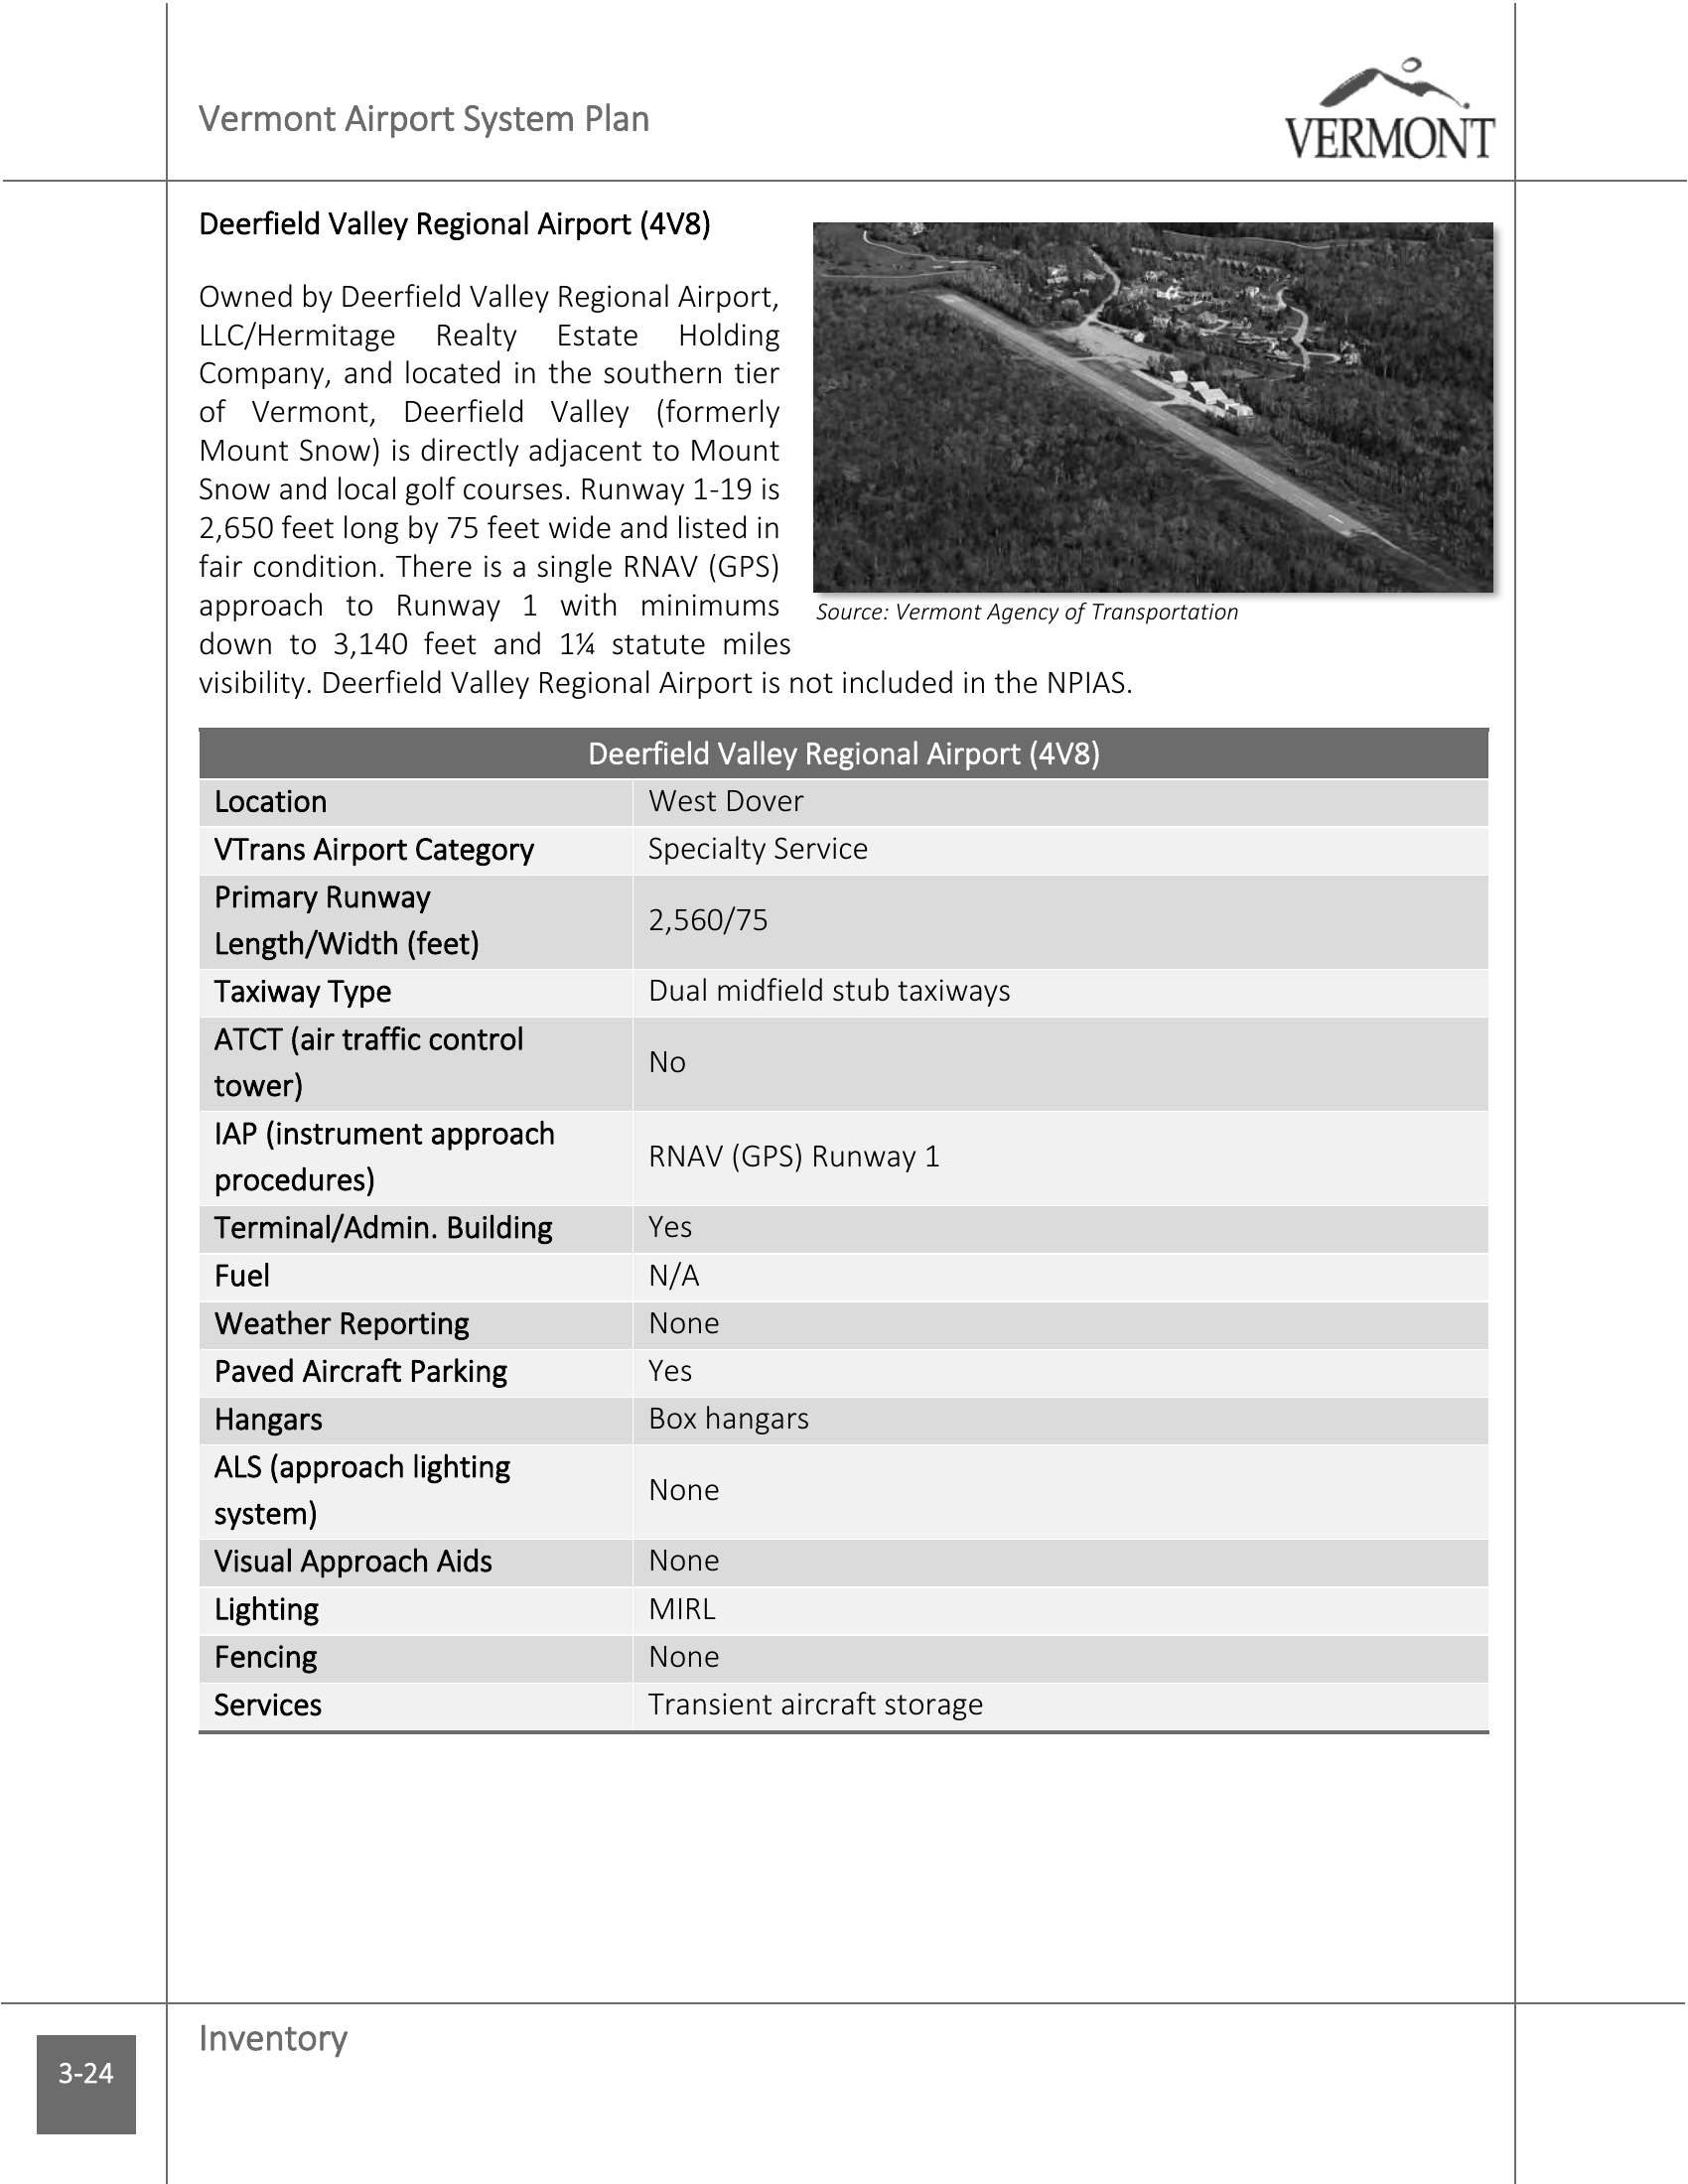 Vermont Airport System Plan
VERMONT
Deerfield Valley Regional Airport (4V8)
Owned by Deerfield Valley Regional Airport,
LLC/Hermitage Realty Estate Holding
Company, and located in the southern tier
of Vermont, Deerfield Valley (formerly
Mount Snow) is directly adjacent to Mount
Snow and local golf courses. Runway 1-19 is
2,650 feet long by 75 feet wide and listed in
fair condition. There is a single RNAV (GPS)
approach to Runway 1 with minimums
down to 3,140 feet and 1¼ statute miles
visibility. Deerfield Valley Regional Airport is not included in the NPIAS.
Source: Vermont Agency of Transportation
Deerfield Valley Regional Airport (4V8)
Location West Dover
VTrans Airport Category Specialty Service
Primary Runway
Length/Width (feet) 2,560/75
Taxiway Type Dual midfield stub taxiways
ATCT (air traffic control
tower) No
IAP (instrument approach
procedures) RNAV (GPS) Runway 1
Terminal/Admin. Building Yes
Fuel N/A
Weather Reporting None
Paved Aircraft Parking Yes
Hangars Box hangars
ALS (approach lighting
system) None
Visual Approach Aids None
Lighting MIRL
Fencing None
Services Transient aircraft storage
Inventory
3-24